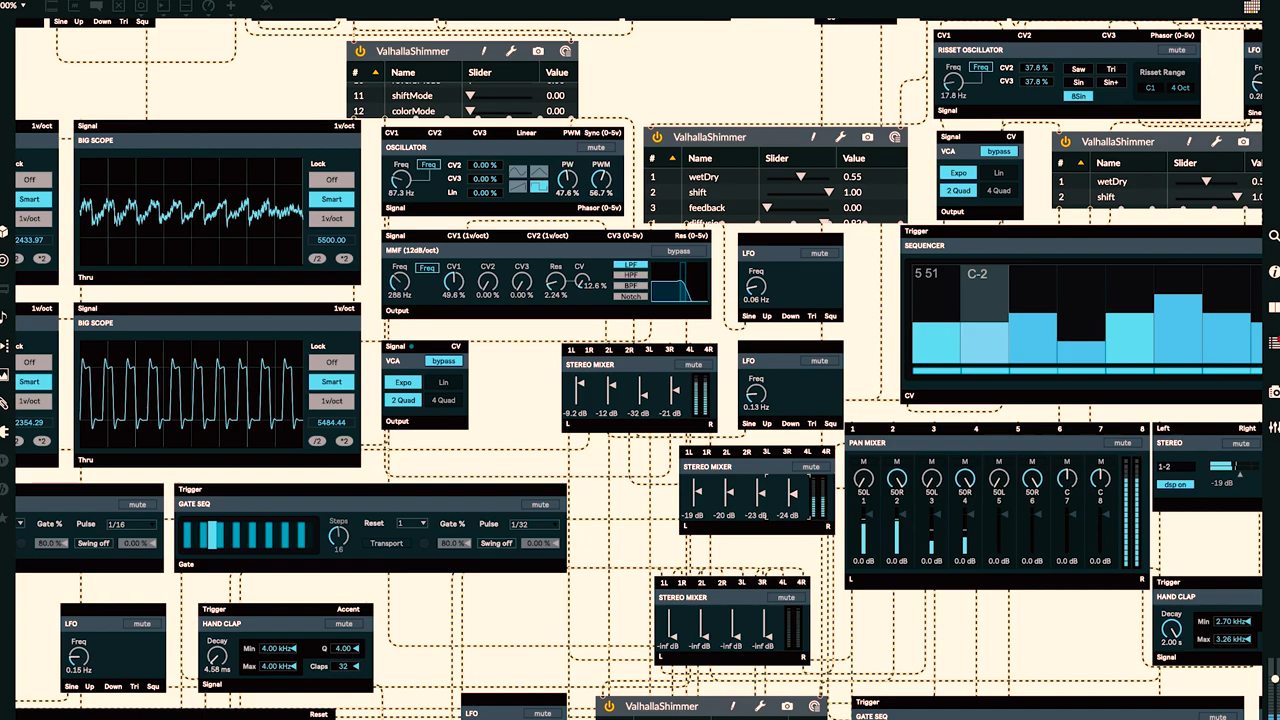 00%
Sine Up Down Tri Squ
ValhallaShimmer
# Name Slider Value
11 shiftMode 0.00
12 colorMode 0.00
CV1 CV2 CV3 Phasor (0-5v)
RISSET OSCILLATOR mute
Freq Freq CV2 37.8 % Saw Tri Risset Range
CV3 37.8 % Sin Sin+ C1 4 Oct
17.8 Hz 8Sin
Signal
LFO
Fre
1v/oct
Off
Smart
1v/oct
2433.97
/2 *2
Signal 1v/oct
BIG SCOPE
Lock
Off
Smart
1v/oct
5500.00
/2 *2
Thru
CV1 CV2 CV3 Linear PWM Sync (0-5v)
OSCILLATOR mute
Freq Freq CV2 0.00 % PW PWM
CV3 0.00 %
87.3 Hz Lin 0.00 % 47.6 % 56.7 %
Signal Phasor (0-5v)
ValhallaShimmer
# Name Slider Value
1 wetDry 0.55
2 shift 1.00
3 feedback 0.00
Signal CV
VCA bypass
Expo Lin
2 Quad 4 Quad
Output
ValhallaShimmer
# Name Slider Value
1 wetDry
2 shift
Signal CV1 (1v/oct) CV2 (1v/oct) CV3 (0-5v) Res (0-5v)
MMF (12dB/oct) bypass
Freq Freq CV1 CV2 CV3 Res CV LPF
HPF
BPF
Notch
288 Hz 49.6 % 0.00 % 0.00 % 2.24 % 12.6 %
Output
LFO mute
Freq
0.06 Hz
Sine Up Down Tri Squ
Trigger
SEQUENCER
5 51 C-2
CV
1v/oct
Off
Smart
1v/oct
2354.29
/2 *2
Signal 1v/oct
BIG SCOPE
Lock
Off
Smart
1v/oct
5484.44
/2 *2
Thru
Signal CV
VCA bypass
Expo Lin
2 Quad 4 Quad
Output
1L 1R 2L 2R 3L 3R 4L 4R
STEREO MIXER mute
-9.2 dB -12 dB -32 dB -21 dB
L R
LFO mute
Freq
0.13 Hz
Sine Up Down Tri Squ
1L 1R 2L 2R 3L 3R 4L 4R
STEREO MIXER mute
-19 dB -20 dB -23 dB -24 dB
L R
1 2 3 4 5 6 7 8
PAN MIXER mute
M M M M M M M M
50L 50R 50L 50R 50L 50R C C
1 2 3 4 5 6 7 8
0.0 dB 0.0 dB 0.0 dB 0.0 dB 0.0 dB 0.0 dB 0.0 dB 0.0 dB
L R
Left Right
STEREO mute
1-2
dsp on -19 dB
mute
Gate % Pulse 1/16
80.0 % Swing off 0.00 %
Trigger
GATE SEQ mute
Steps Reset 1 Gate % Pulse 1/32
16 Transport 80.0 % Swing off 0.00 %
Gate
1L 1R 2L 2R 3L 3R 4L 4R
STEREO MIXER mute
-inf dB -inf dB -inf dB -inf dB
L R
Trigger
HAND CLAP
Decay Min 2.70 kHz
2.00 s Max 3.26 kHz
Signal
LFO mute
Freq
0.15 Hz
Sine Up Down Tri Squ
Trigger Accent
HAND CLAP mute
Decay Min 4.00 kHz Q 4.00
4.58 ms Max 4.00 kHz Claps 32
Signal
Reset
LFO mute
ValhallaShimmer
Trigger
GATE SEQ mute